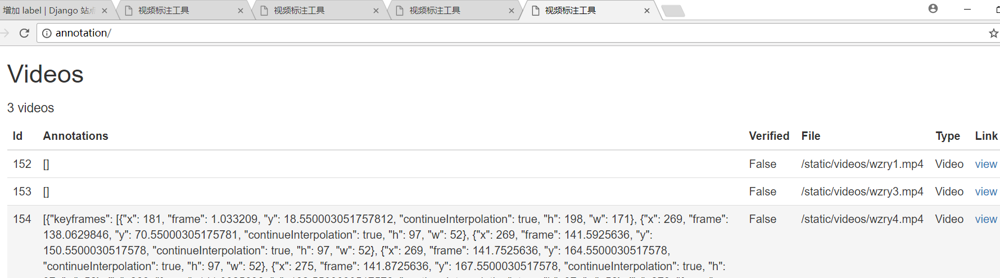 增加 label | Django 站点
视频标注工具
视频标注工具
视频标注工具
视频标注工具
annotation/
Videos
3 videos
Id Annotations Verified File Type Link
152 [] False /static/videos/wzry1.mp4 Video view
153 [] False /static/videos/wzry3.mp4 Video view
154 [{"keyframes": [{"x": 181, "frame": 1.033209, "y": 18.550003051757812, "continueInterpolation": true, "h": 198, "w": 171}, {"x": 269, "frame": False /static/videos/wzry4.mp4 Video view
138.0629846, "y": 70.55000305175781, "continueInterpolation": true, "h": 97, "w": 52}, {"x": 269, "frame": 141.5925636, "y":
150.5500030517578, "continueInterpolation": true, "h": 97, "w": 52}, {"x": 269, "frame": 141.7525636, "y": 164.5500030517578,
"continueInterpolation": true, "h": 97, "w": 52}, {"x": 275, "frame": 141.8725636, "y": 167.5500030517578, "continueInterpolation": true, "h":